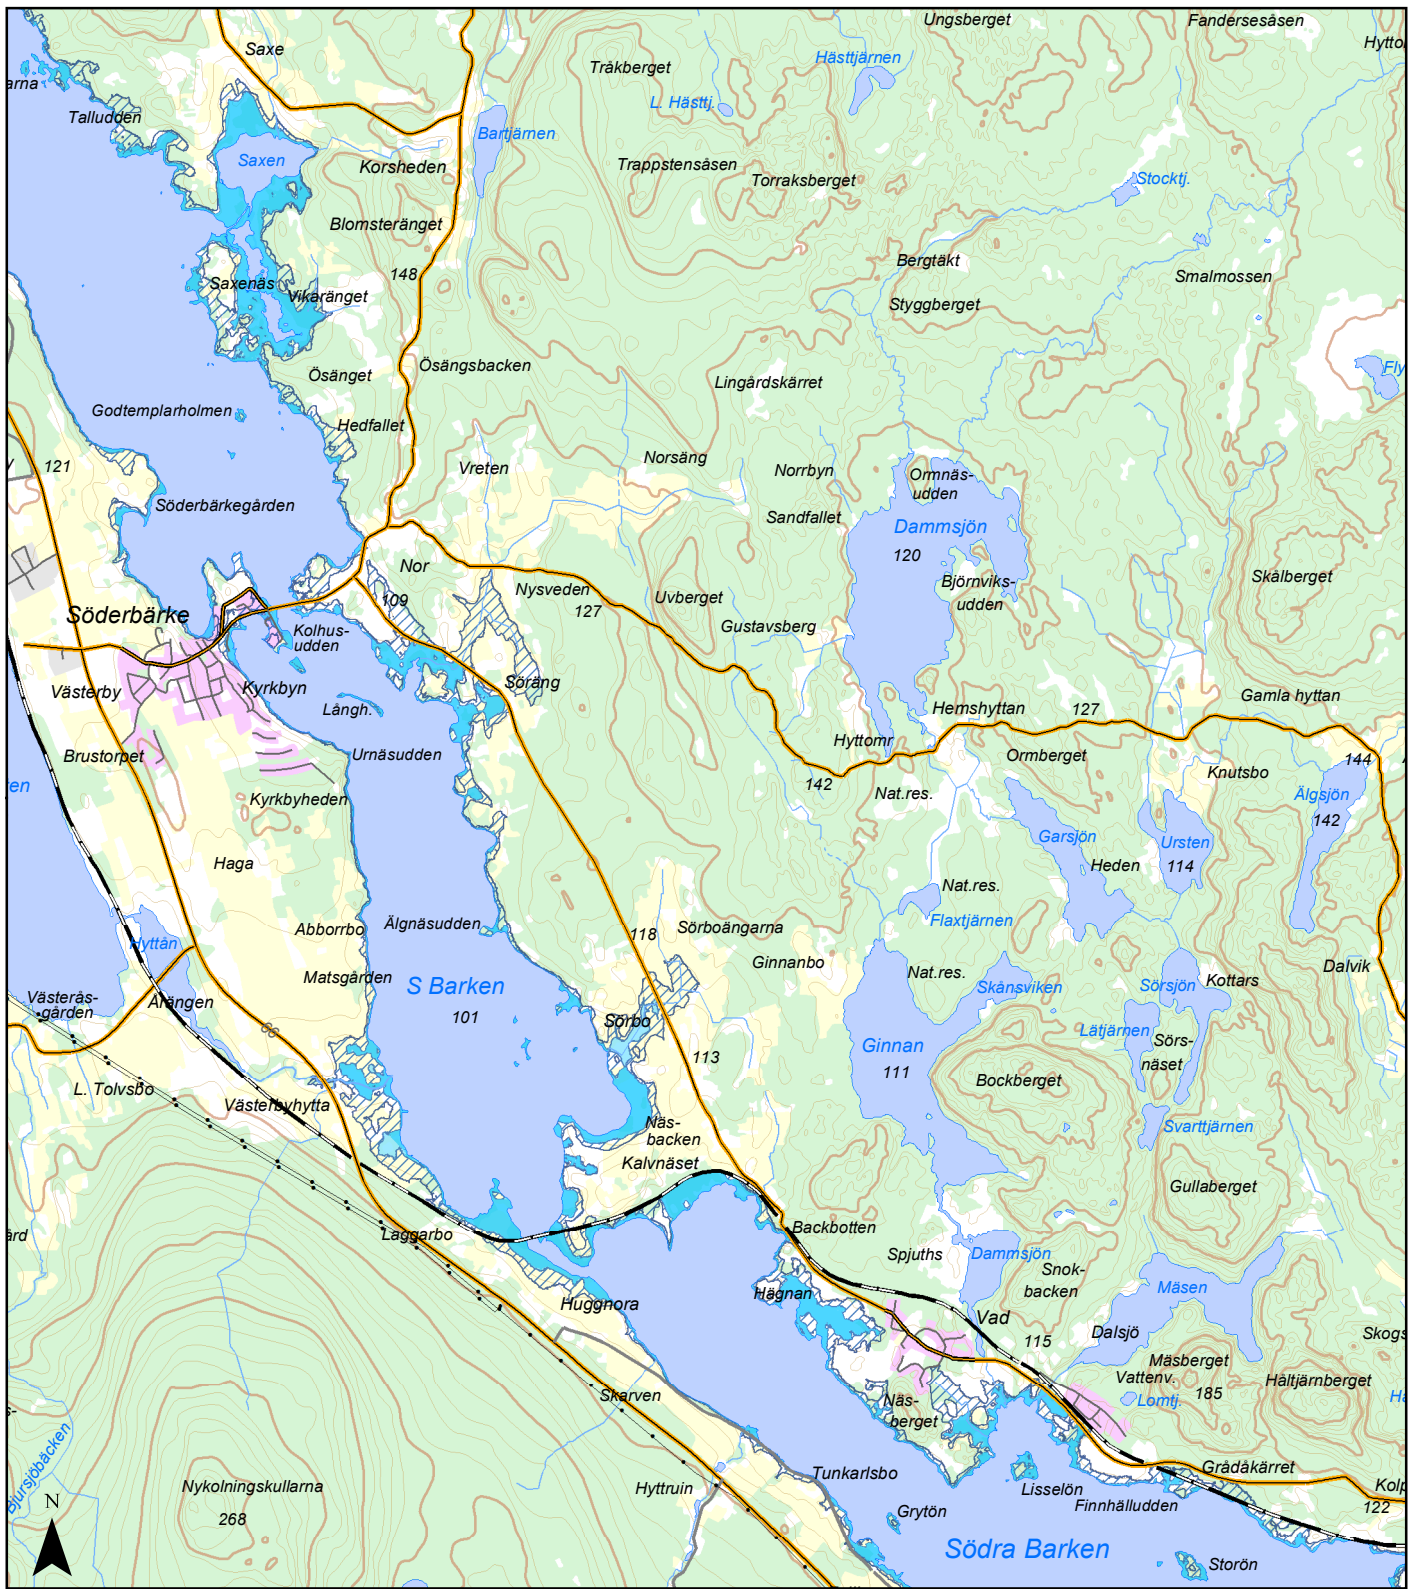 Ungsberget
Fandersesåsen
Saxe
Hästtjärnen
Tråkberget
L. Hästtj.
Talludden
Bartjärnen
Saxen
Korsheden
Trappstensåsen
Torraksberget
Stocktj.
Blomsteränget
148
Bergtäkt
Smalmossen
Saxenäs
Vikaränget
Styggberget
Ösängsbacken
Ösänget
Lingårdskärret
Fly
Godtemplarholmen
Hedfallet
121
Vreten
Norsäng
Norrbyn
Ormnäs-
udden
Söderbärkegården
Sandfallet
Dammsjön
120
Nor
Nysveden
127
109
Uvberget
Björnviks-
udden
Skålberget
Söderbärke
Kolhus-
udden
Gustavsberg
Västerby
Kyrkbyn
Söräng
Långh.
Hemshyttan
127
Gamla hyttan
Brustorpet
Urnäsudden
Hyttomr
Ormberget
144
142
Nat.res.
Knutsbo
Älgsjön
142
Kyrkbyheden
Garsjön
Ursten
114
Haga
Heden
Nat.res.
Abborrbo
Älgnäsudden
118
Sörboängarna
Flaxtjärnen
Hyttån
Ginnanbo
Matsgården
Nat.res.
Skånsviken
Sörsjön
Kottars
Dalvik
S Barken
101
Västerås-
gården
Årängen
66
Sörbo
Lätjärnen
Sörs-
näset
Ginnan
111
113
L. Tolvsbo
Västerbyhytta
Bockberget
Näs-
backen
Svarttjärnen
Kalvnäset
Gullaberget
Laggarbo
Backbotten
Spjuths
Dammsjön
Snok-
backen
Mäsen
Hägnan
Huggnora
Vad
115
Dalsjö
Mäsberget
Vattenv.
185
Håltjärnberget
Lomtj.
Skarven
Näs-
berget
Bjursjöbäcken
Nykolningskullarna
268
Hyttruin
Tunkarlsbo
Grådåkärret
Lisselön
Finnhälludden
122
Grytön
N
Södra Barken
Storön